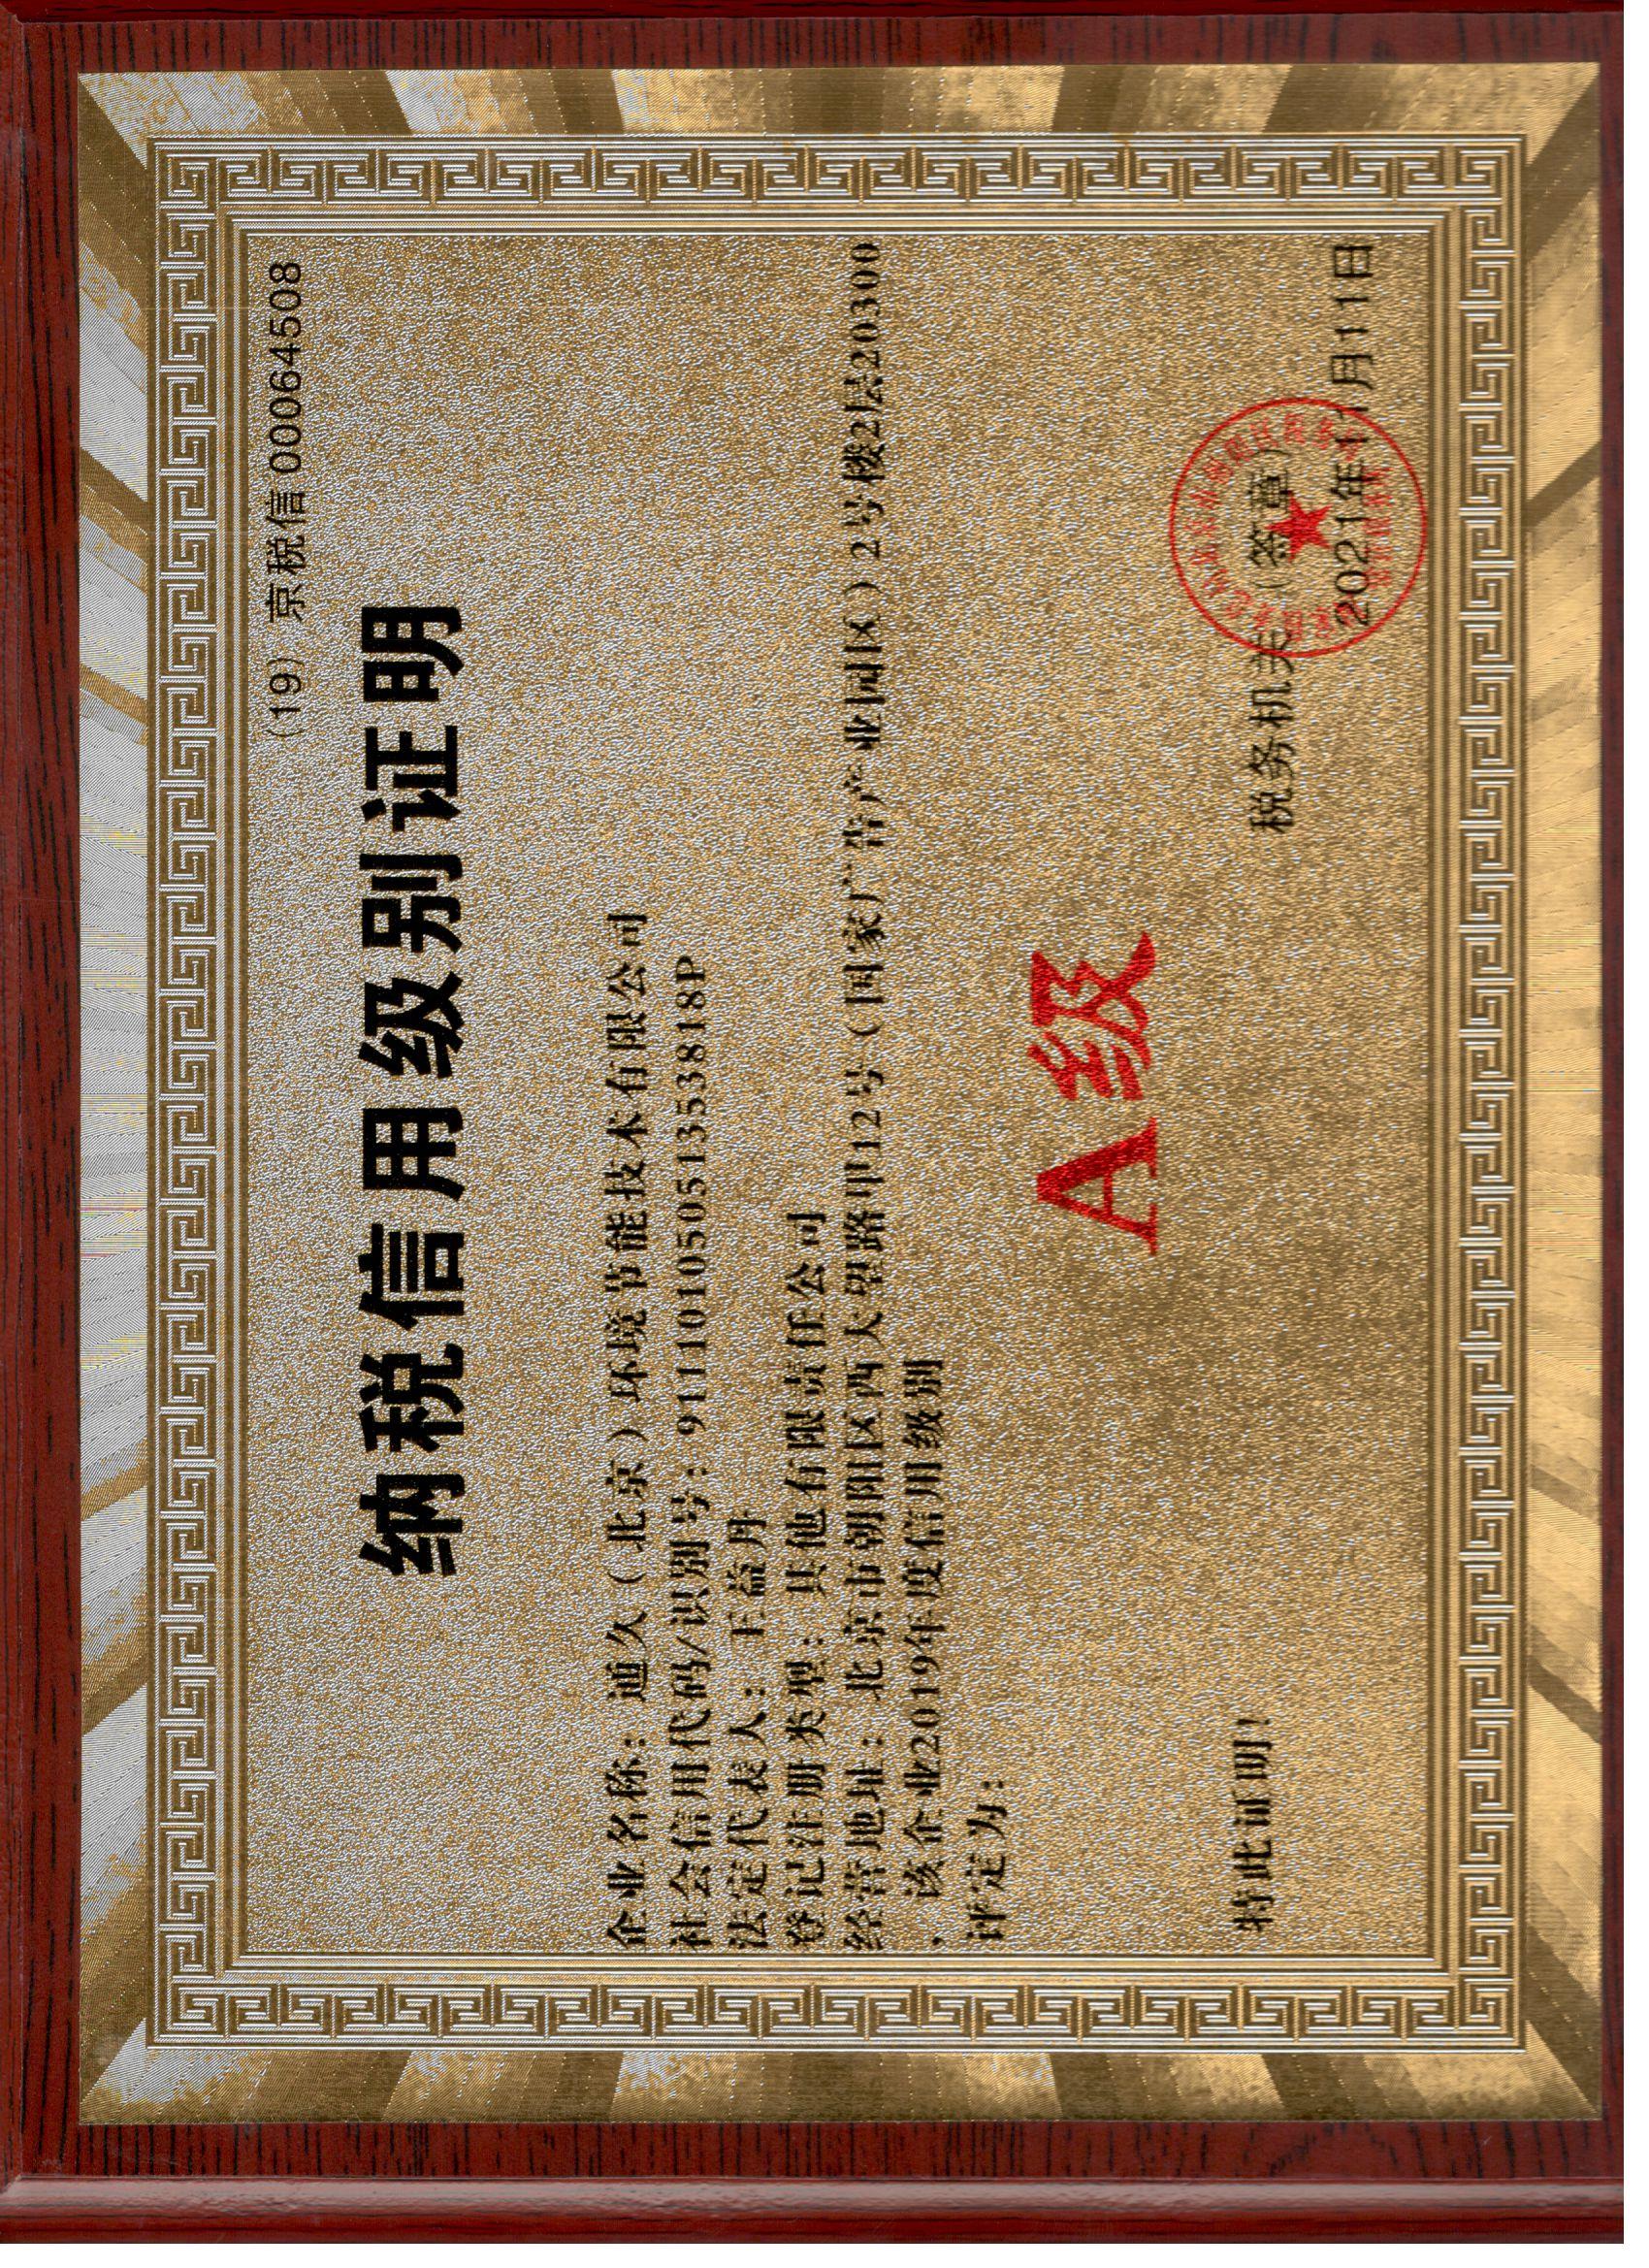 （19）京税信 00064508
纳税信用级别证明
企业名称：通久（北京）环境节能技术有限公司
社会信用代码/识别号：91110105051353818P
法定代表人：王益丹
登记注册类型：其他有限责任公司
经营地址：北京市朝阳区西大望路甲12号（国家广告产业园区）2号楼2层20300
，该企业2019年度信用级别
评定为：
A级
特此证明！
税务机关（签章）
2021年 月11日